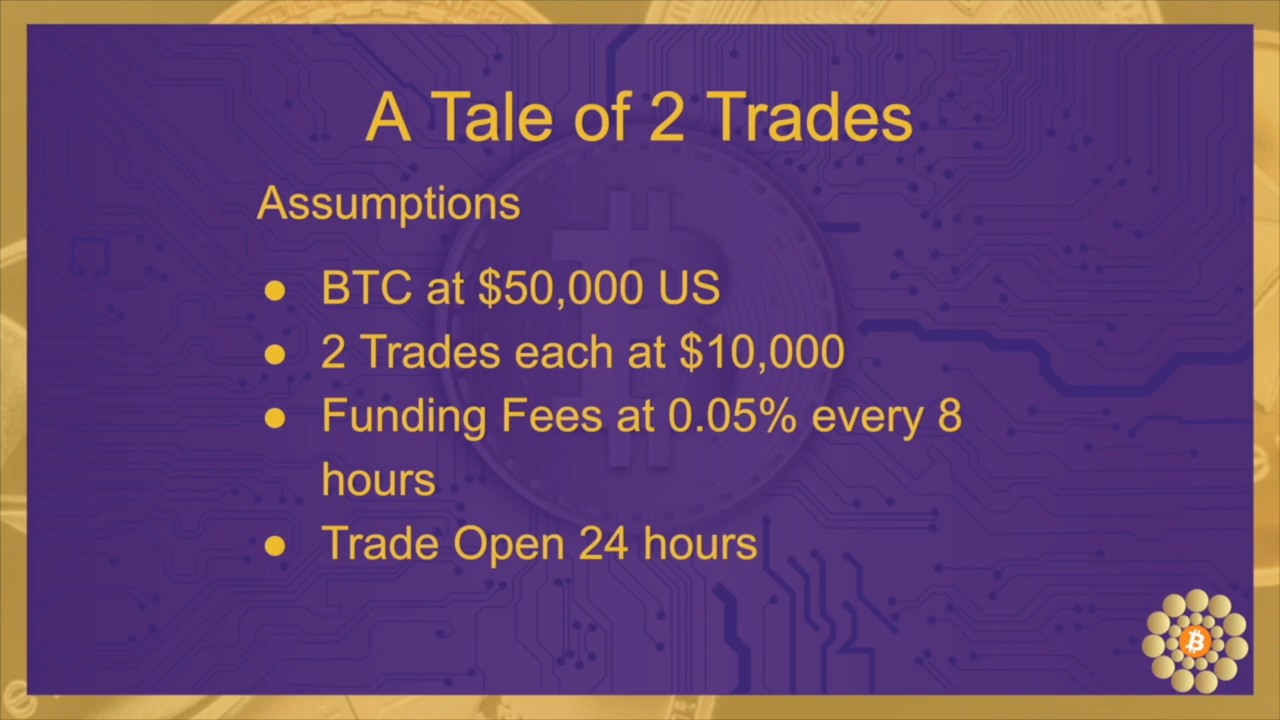 A Tale of 2 Trades
Assumptions
● BTC at $50,000 US
● 2 Trades each at $10,000
● Funding Fees at 0.05% every 8
hours
● Trade Open 24 hours